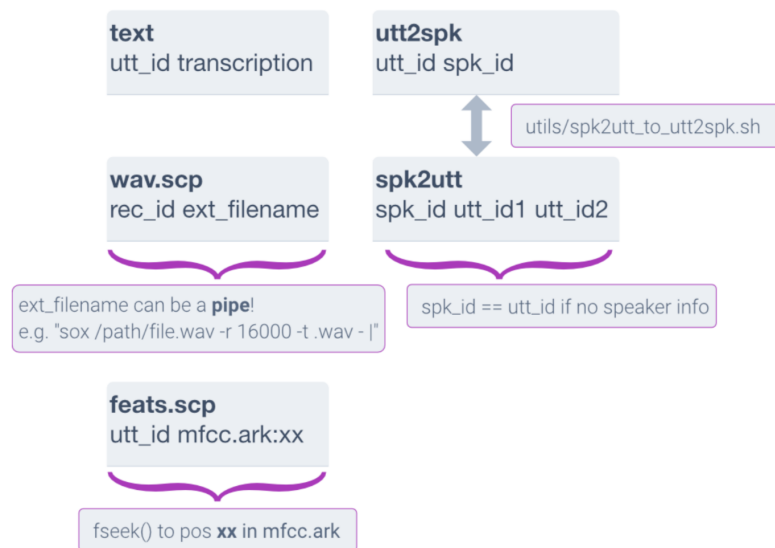 text
utt_id transcription
utt2spk
utt_id spk_id
utils/spk2utt_to_utt2spk.sh
wav.scp
rec_id ext_filename
spk2utt
spk_id utt_id1 utt_id2
ext_filename can be a pipe!
e.g. "sox /path/file.wav -r 16000 -t .wav - |"
spk_id == utt_id if no speaker info
feats.scp
utt_id mfcc.ark:xx
fseek() to pos xx in mfcc.ark